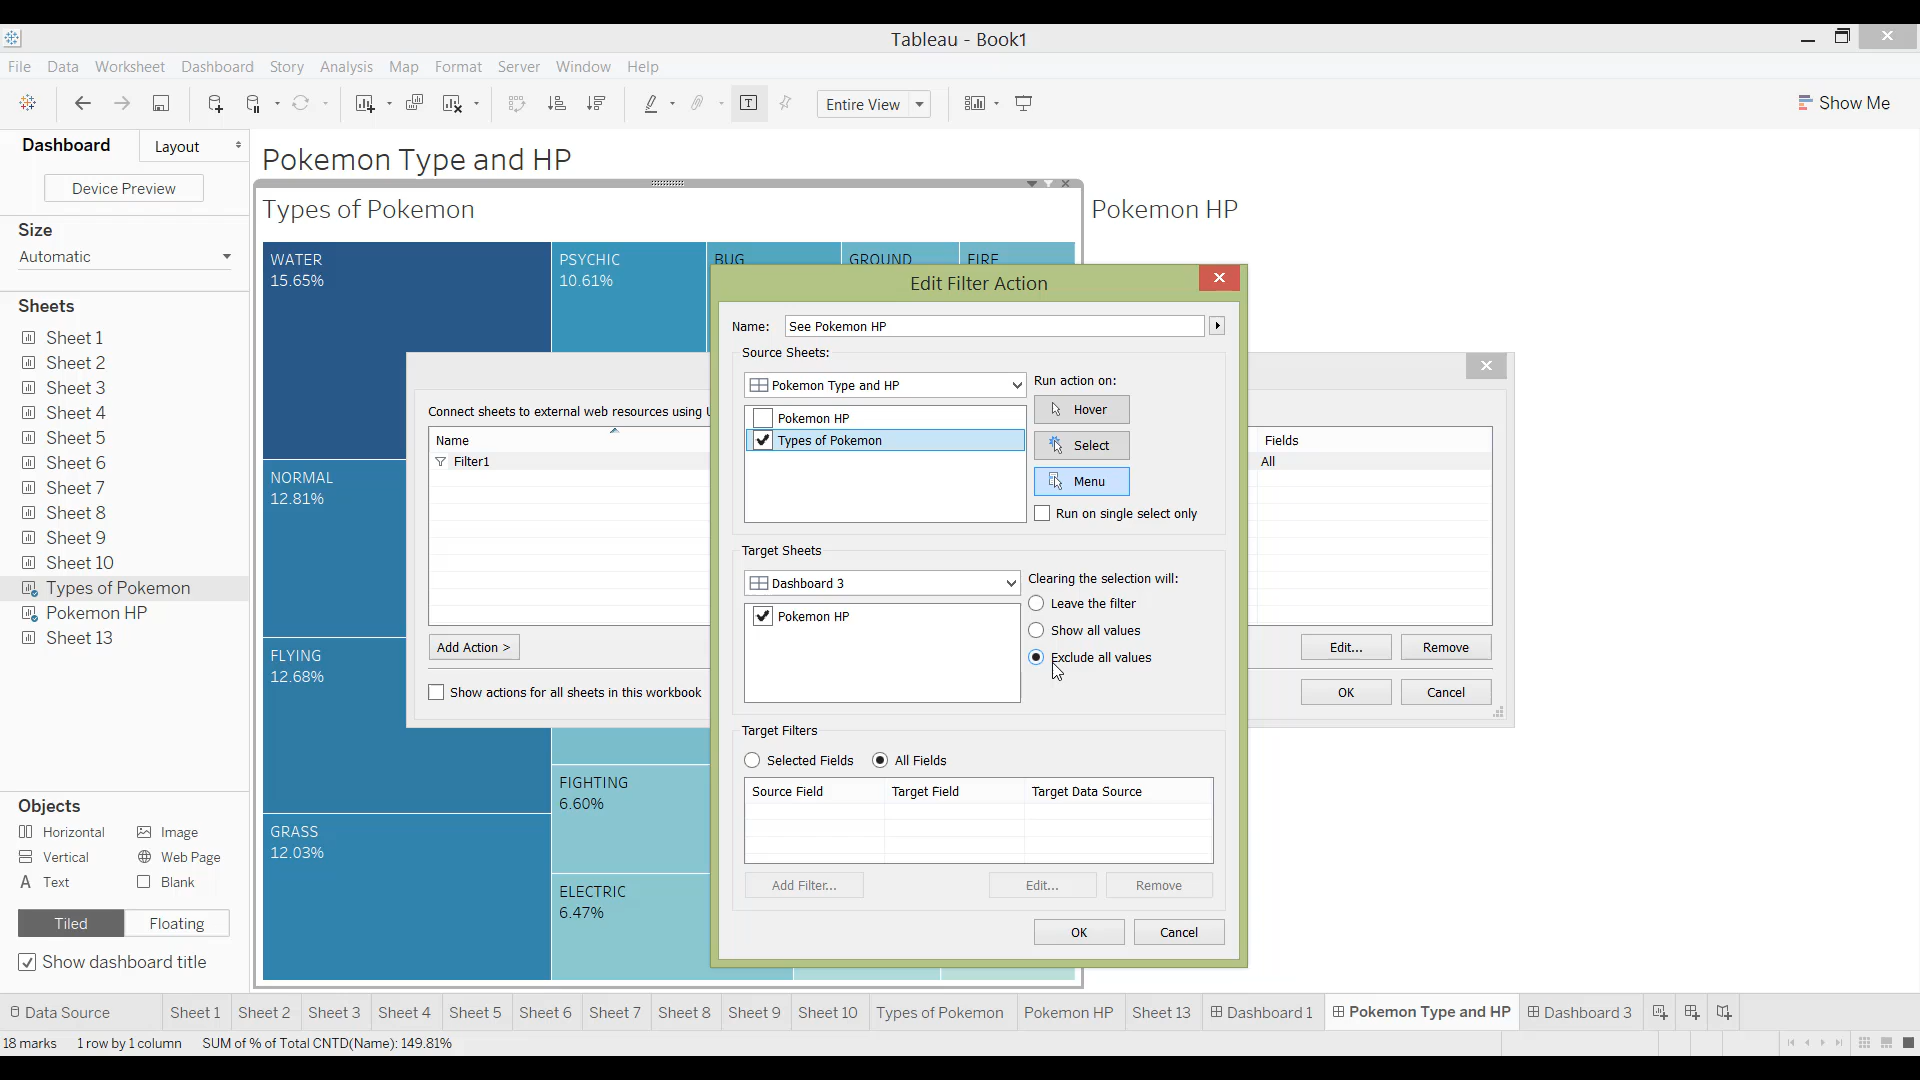 Tableau - Book1
File Data Worksheet Dashboard Story Analysis Map Format Server Window Help
Entire View
Show Me
Dashboard
Layout
Device Preview
Size
Automatic
Sheets
Sheet 1
Sheet 2
Sheet 3
Sheet 4
Sheet 5
Sheet 6
Sheet 7
Sheet 8
Sheet 9
Sheet 10
Types of Pokemon
Pokemon HP
Sheet 13
Objects
Horizontal Image
Vertical Web Page
A Text Blank
Tiled Floating
Show dashboard title
Pokemon Type and HP
Types of Pokemon
Pokemon HP
WATER
15.65%
PSYCHIC
10.61%
BUG
GROUND
FIRE
NORMAL
12.81%
FLYING
12.68%
GRASS
12.03%
FIGHTING
6.60%
ELECTRIC
6.47%
Connect sheets to external web resources using
Name
Fields
Filter1
All
Add Action >
Edit...
Remove
Show actions for all sheets in this workbook
OK
Cancel
Edit Filter Action
Name: See Pokemon HP
Source Sheets:
Pokemon Type and HP
Pokemon HP
Types of Pokemon
Run action on:
Hover
Select
Menu
Run on single select only
Target Sheets
Dashboard 3
Pokemon HP
Clearing the selection will:
Leave the filter
Show all values
Exclude all values
Target Filters
Selected Fields All Fields
Source Field Target Field Target Data Source
Add Filter... Edit... Remove
OK Cancel
Data Source Sheet 1 Sheet 2 Sheet 3 Sheet 4 Sheet 5 Sheet 6 Sheet 7 Sheet 8 Sheet 9 Sheet 10 Types of Pokemon Pokemon HP Sheet 13 Dashboard 1 Pokemon Type and HP Dashboard 3
18 marks 1 row by 1 column SUM of % of Total CNTD(Name): 149.81%